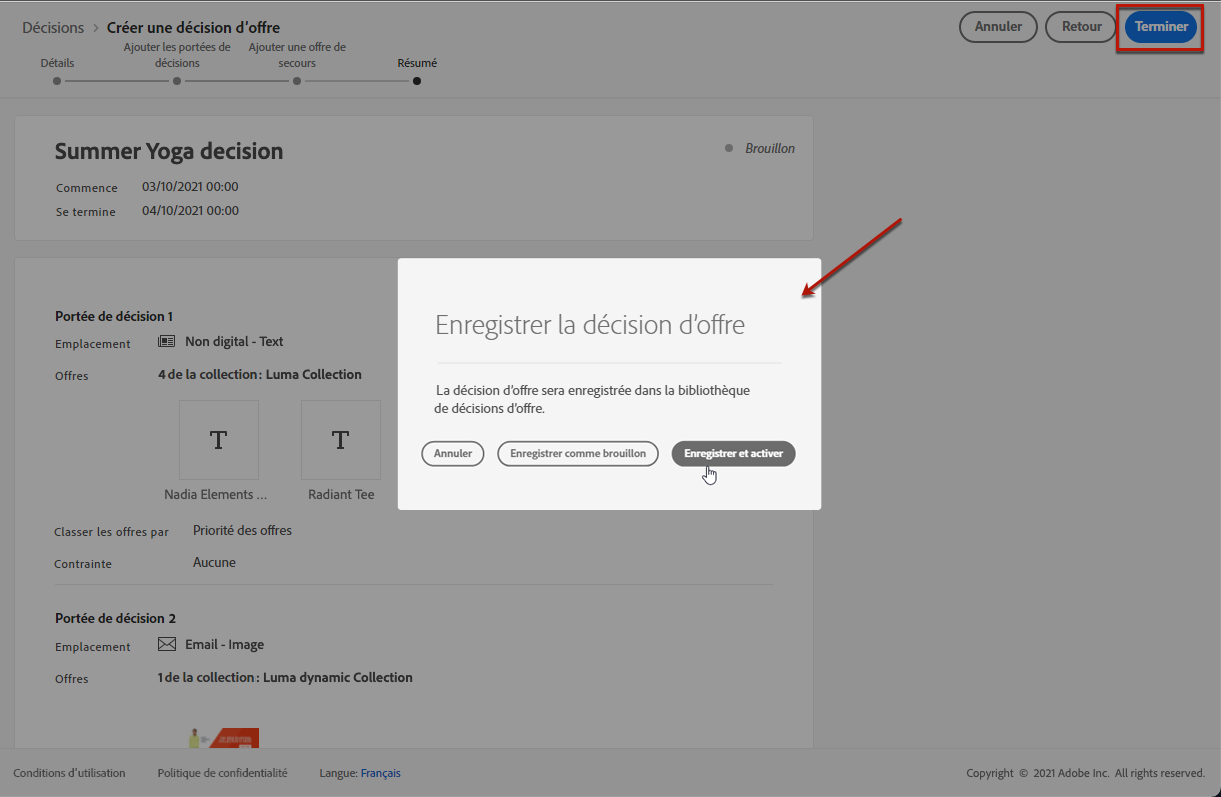 Décisions > Créer une décision d'offre
Annuler
Retour
Terminer
Détails
Ajouter les portées de
décisions
Ajouter une offre de
secours
Résumé
Summer Yoga decision
Brouillon
Commence 03/10/2021 00:00
Se termine 04/10/2021 00:00
Portée de décision 1
Emplacement Non digital - Text
Offres 4 de la collection : Luma Collection
T T
Nadia Elements ... Radiant Tee
Classer les offres par Priorité des offres
Contrainte Aucune
Portée de décision 2
Emplacement Email - Image
Offres 1 de la collection : Luma dynamic Collection
Enregistrer la décision d'offre
La décision d'offre sera enregistrée dans la bibliothèque
de décisions d'offre.
Annuler
Enregistrer comme brouillon
Enregistrer et activer
Conditions d'utilisation
Politique de confidentialité
Langue: Français
Copyright © 2021 Adobe Inc. All rights reserved.